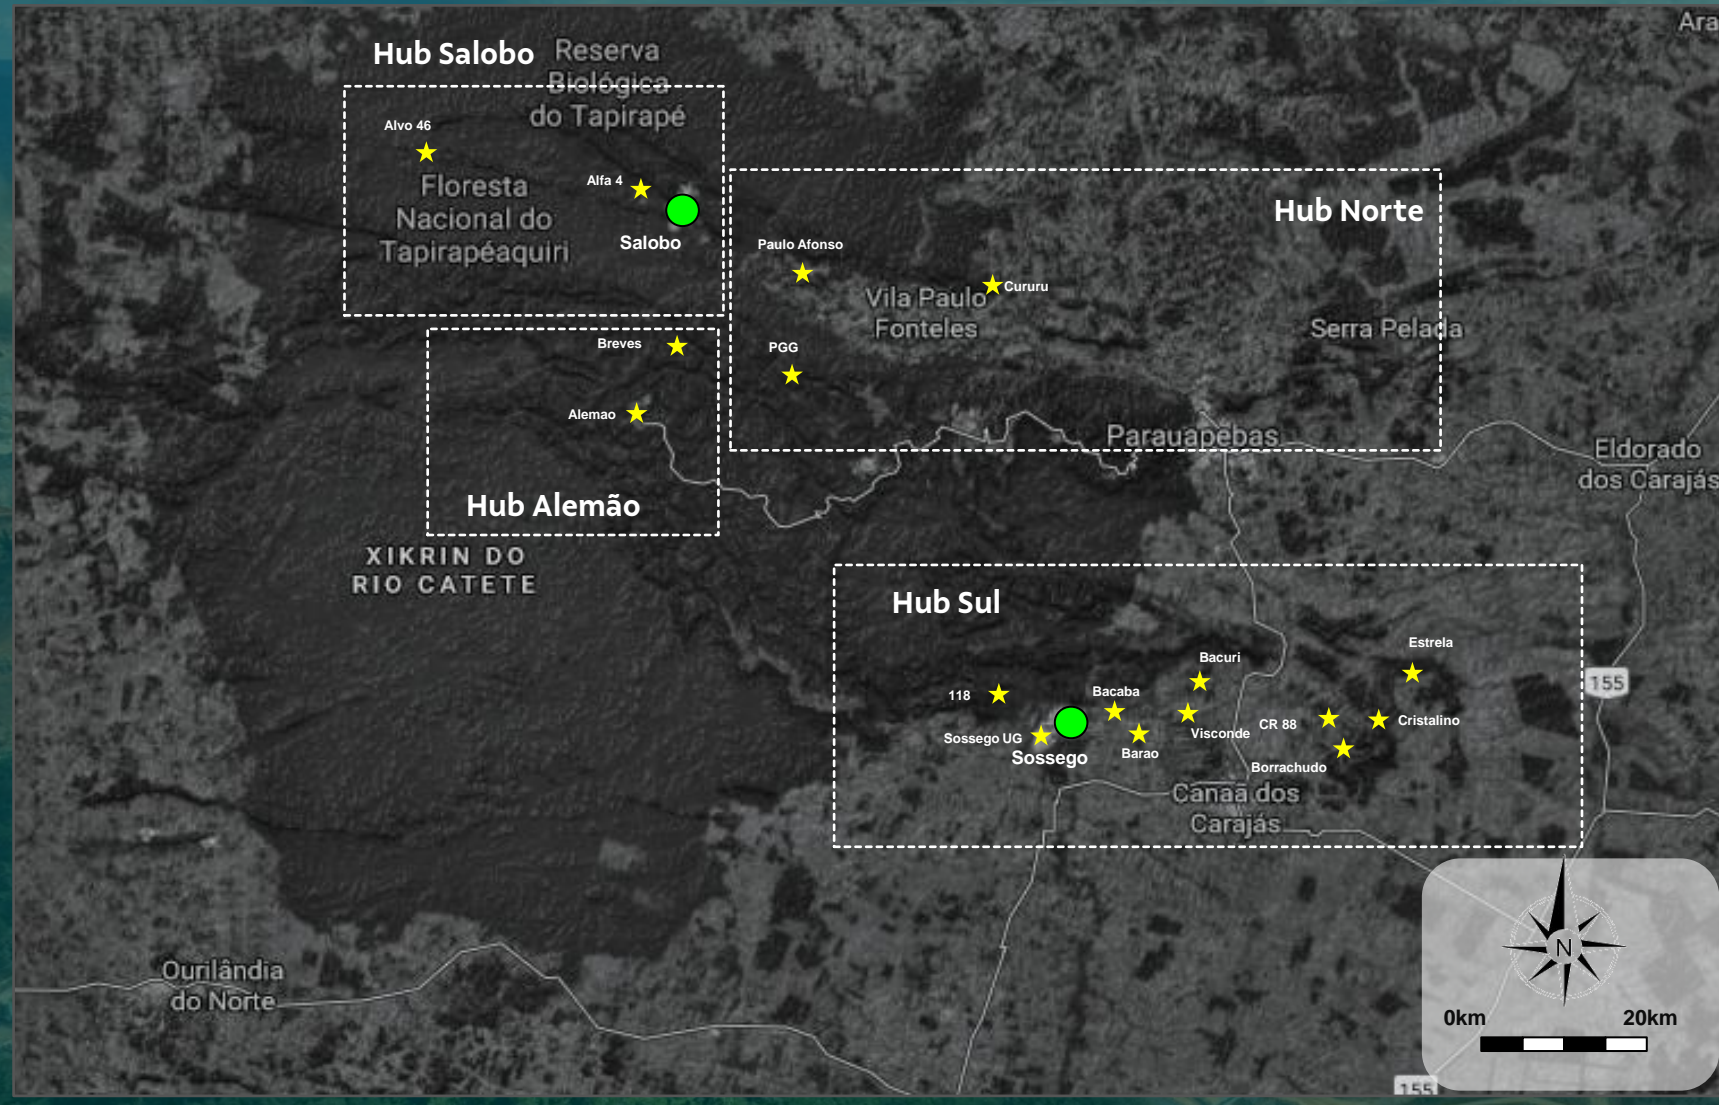 Ara
Hub Salobo
Reserva
Biológica
do Tapirapé
Alvo 46
Alfa 4
Floresta
Nacional do
Tapirapéaquiri
Salobo
Hub Norte
Paulo Afonso
Cururu
Vila Paulo
Fonteles
Serra Pelada
PGG
Breves
Alemao
Parauapebas
Eldorado
dos Carajás
Hub Alemão
XIKRIN DO
RIO CATETE
Hub Sul
Estrela
Bacuri
155
118
Bacaba
CR 88
Cristalino
Sossego UG
Visconde
Sossego
Barao
Borrachudo
Canaã dos
Carajás
N
Ourilândia
do Norte
0km
20km
155